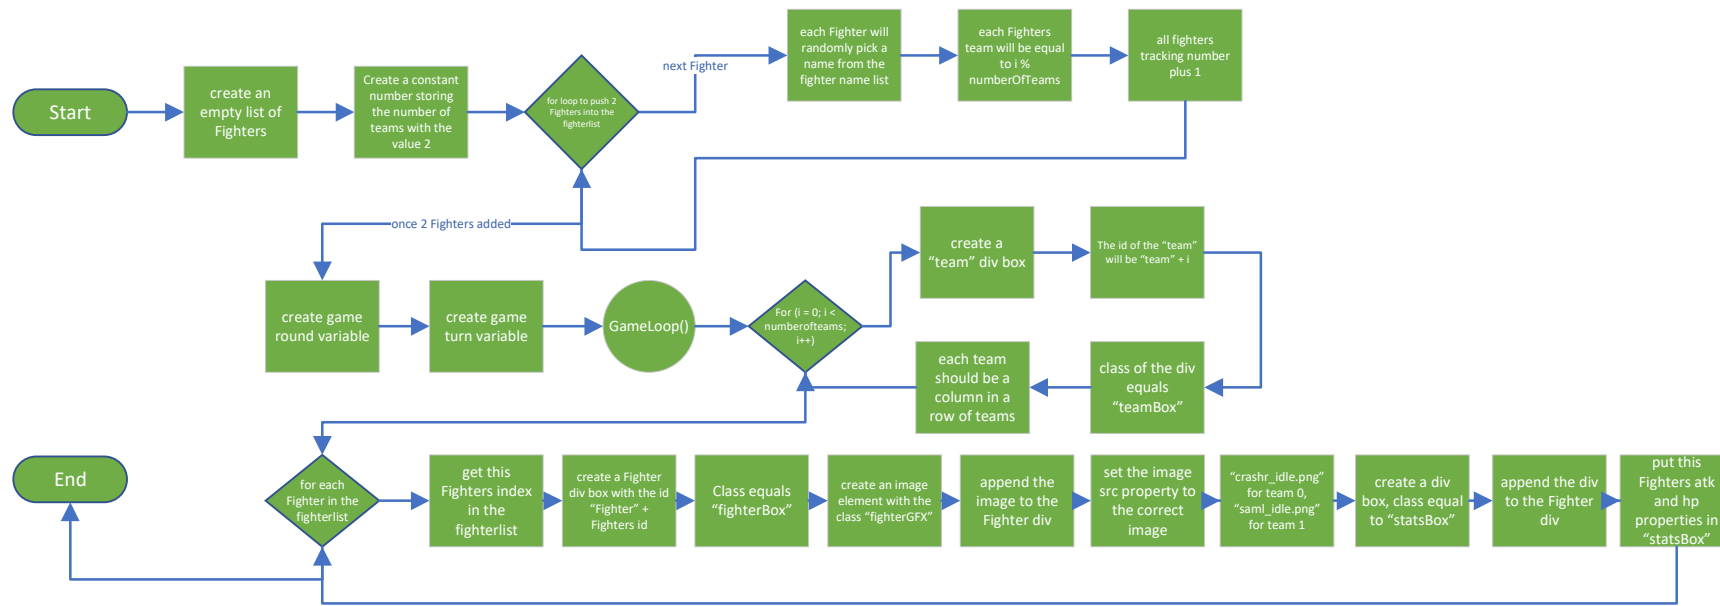 Start
create an
empty list of
Fighters
Create a constant
number storing
the number of
teams with the
value 2
for loop to push 2
Fighters into the
fighterlist
next Fighter
each Fighter will
randomly pick a
name from the
fighter name list
each Fighters
team will be equal
to i %
numberOfTeams
all fighters
tracking number
plus 1
once 2 Fighters added
create game
round variable
create game
turn variable
GameLoop()
For (i = 0; i <
numberofteams;
i++)
create a
“team” div box
The id of the “team”
will be “team” + i
class of the div
equals
“teamBox”
each team
should be a
column in a
row of teams
for each
Fighter in the
fighterlist
get this
Fighters index
in the
fighterlist
create a Fighter
div box with the id
“Fighter” +
Fighters id
Class equals
“fighterBox”
create an image
element with the
class “fighterGFX”
append the
image to the
Fighter div
set the image
src property to
the correct
image
“crashr_idle.png”
for team 0,
“saml_idle.png”
for team 1
create a div
box, class equal
to “statsBox”
append the div
to the Fighter
div
put this
Fighters atk
and hp
properties in
“statsBox”
End